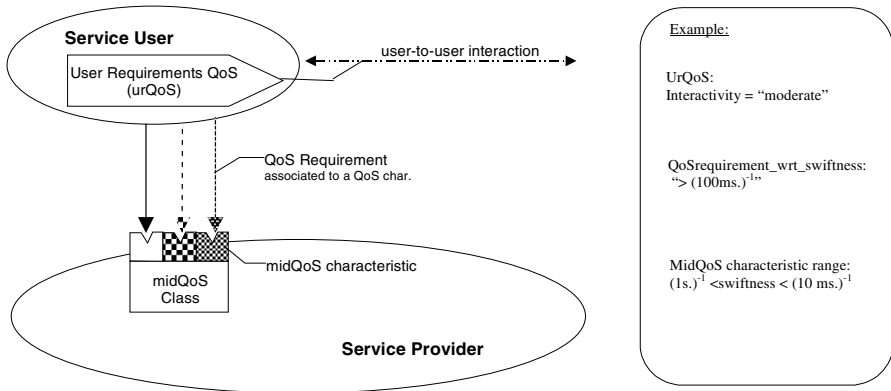 Service User
User Requirements QoS
(urQoS)
user-to-user interaction
QoS Requirement
associated to a QoS char.
midQoS characteristic
midQoS
Class
Service Provider
Example:
UrQoS:
Interactivity = “moderate”
QoSrequirement_wrt_swiftness:
“> (100ms.)⁻¹”
MidQoS characteristic range:
(1s.)⁻¹ <swiftness < (10 ms.)⁻¹